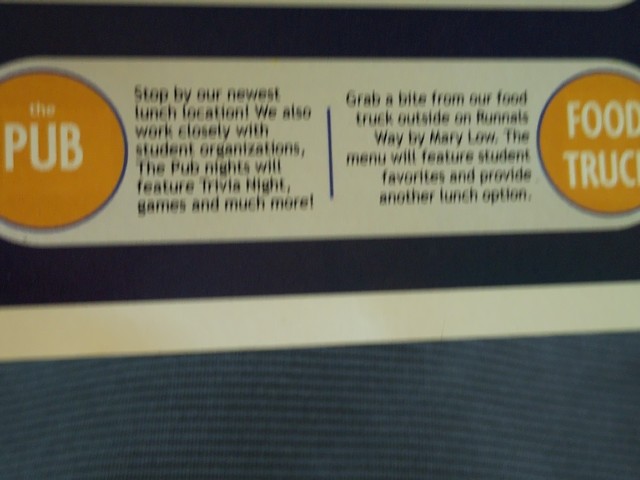 the
PUB
Stop by our newest
lunch location! We also
work closely with
student organizations,
The Pub nights will
feature Trivia Night,
games and much more!
Grab a bite from our food
truck outside on Runnals
Way by Mary Low. The
menu will feature student
favorites and provide
another lunch option.
FOOD
TRUC